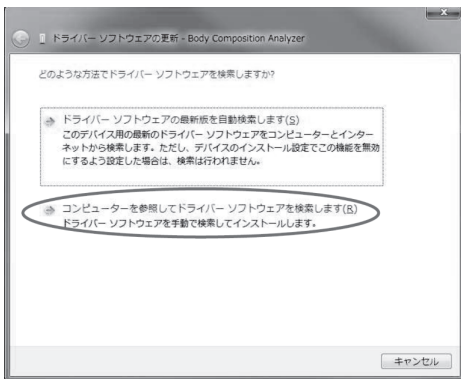 ドライバー ソフトウェアの更新 - Body Composition Analyzer
どのような方法でドライバー ソフトウェアを検索しますか?
ドライバー ソフトウェアの最新版を自動検索します(S)
このデバイス用の最新のドライバー ソフトウェアをコンピューターとインター
ネットから検索します。ただし、デバイスのインストール設定でこの機能を無効
にするよう設定した場合は、検索は行われません。
コンピューターを参照してドライバー ソフトウェアを検索します(R)
ドライバー ソフトウェアを手動で検索してインストールします。
キャンセル